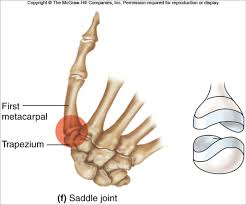 Copyright © The McGraw-Hill Companies, Inc. Permission required for reproduction or display.
First
metacarpal
Trapezium
(f) Saddle joint